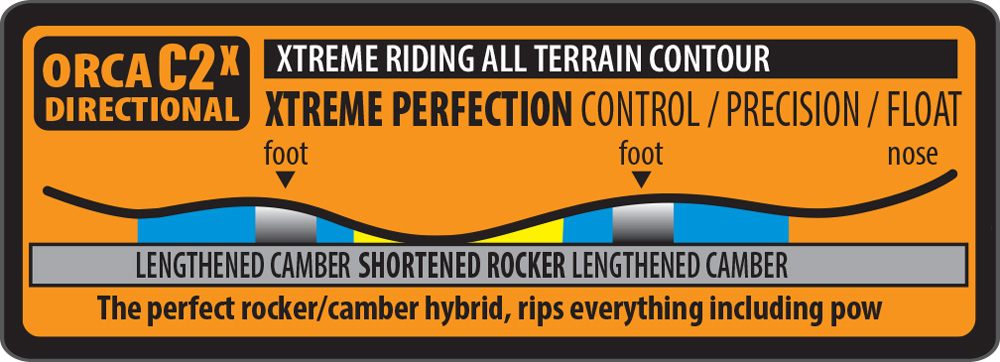 ORCA C2x
DIRECTIONAL
XTREME RIDING ALL TERRAIN CONTOUR
XTREME PERFECTION CONTROL / PRECISION / FLOAT
foot foot nose
LENGTHENED CAMBER SHORTENED ROCKER LENGTHENED CAMBER
The perfect rocker/camber hybrid, rips everything including pow